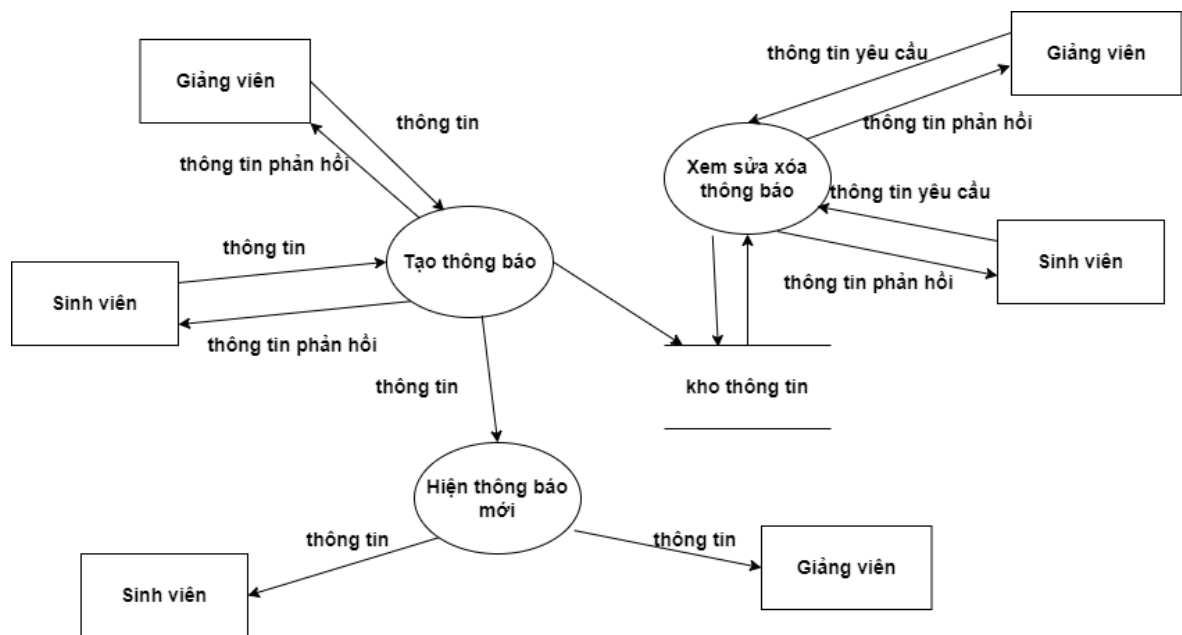 Giảng viên
thông tin
thông tin phản hồi
thông tin
Tạo thông báo
Sinh viên
thông tin phản hồi
thông tin
Hiện thông báo
mới
thông tin
Sinh viên
thông tin
Giảng viên
thông tin yêu cầu
Giảng viên
thông tin phản hồi
Xem sửa xóa
thông báo
thông tin yêu cầu
Sinh viên
thông tin phản hồi
kho thông tin